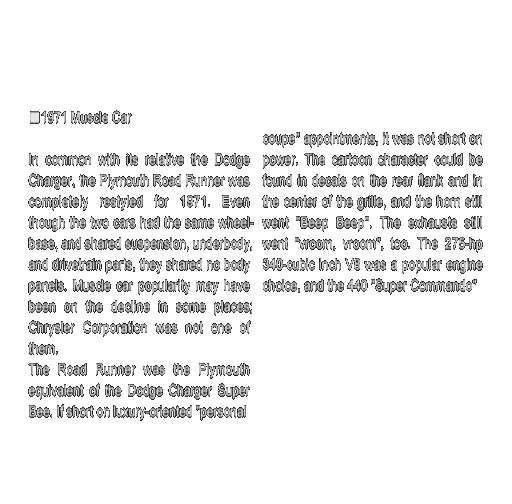 □1971 Muscle Car
In common with its relative the Dodge
Charger, the Plymouth Road Runner was
completely restyled for 1971. Even
though the two cars had the same wheel-
base, and shared suspension, underbody,
and drivetrain parts, they shared no body
panels. Muscle car popularity may have
been on the decline in some places;
Chrysler Corporation was not one of
them.
The Road Runner was the Plymouth
equivalent of the Dodge Charger Super
Bee. If short on luxury-oriented "personal
coupe" appointments, it was not short on
power. The cartoon character could be
found in decals on the rear flank and in
the center of the grille, and the horn still
went "Beep Beep". The exhausts still
went "vroom, vroom", too. The 275-hp
340-cubic inch V8 was a popular engine
choice, and the 440 "Super Commando"